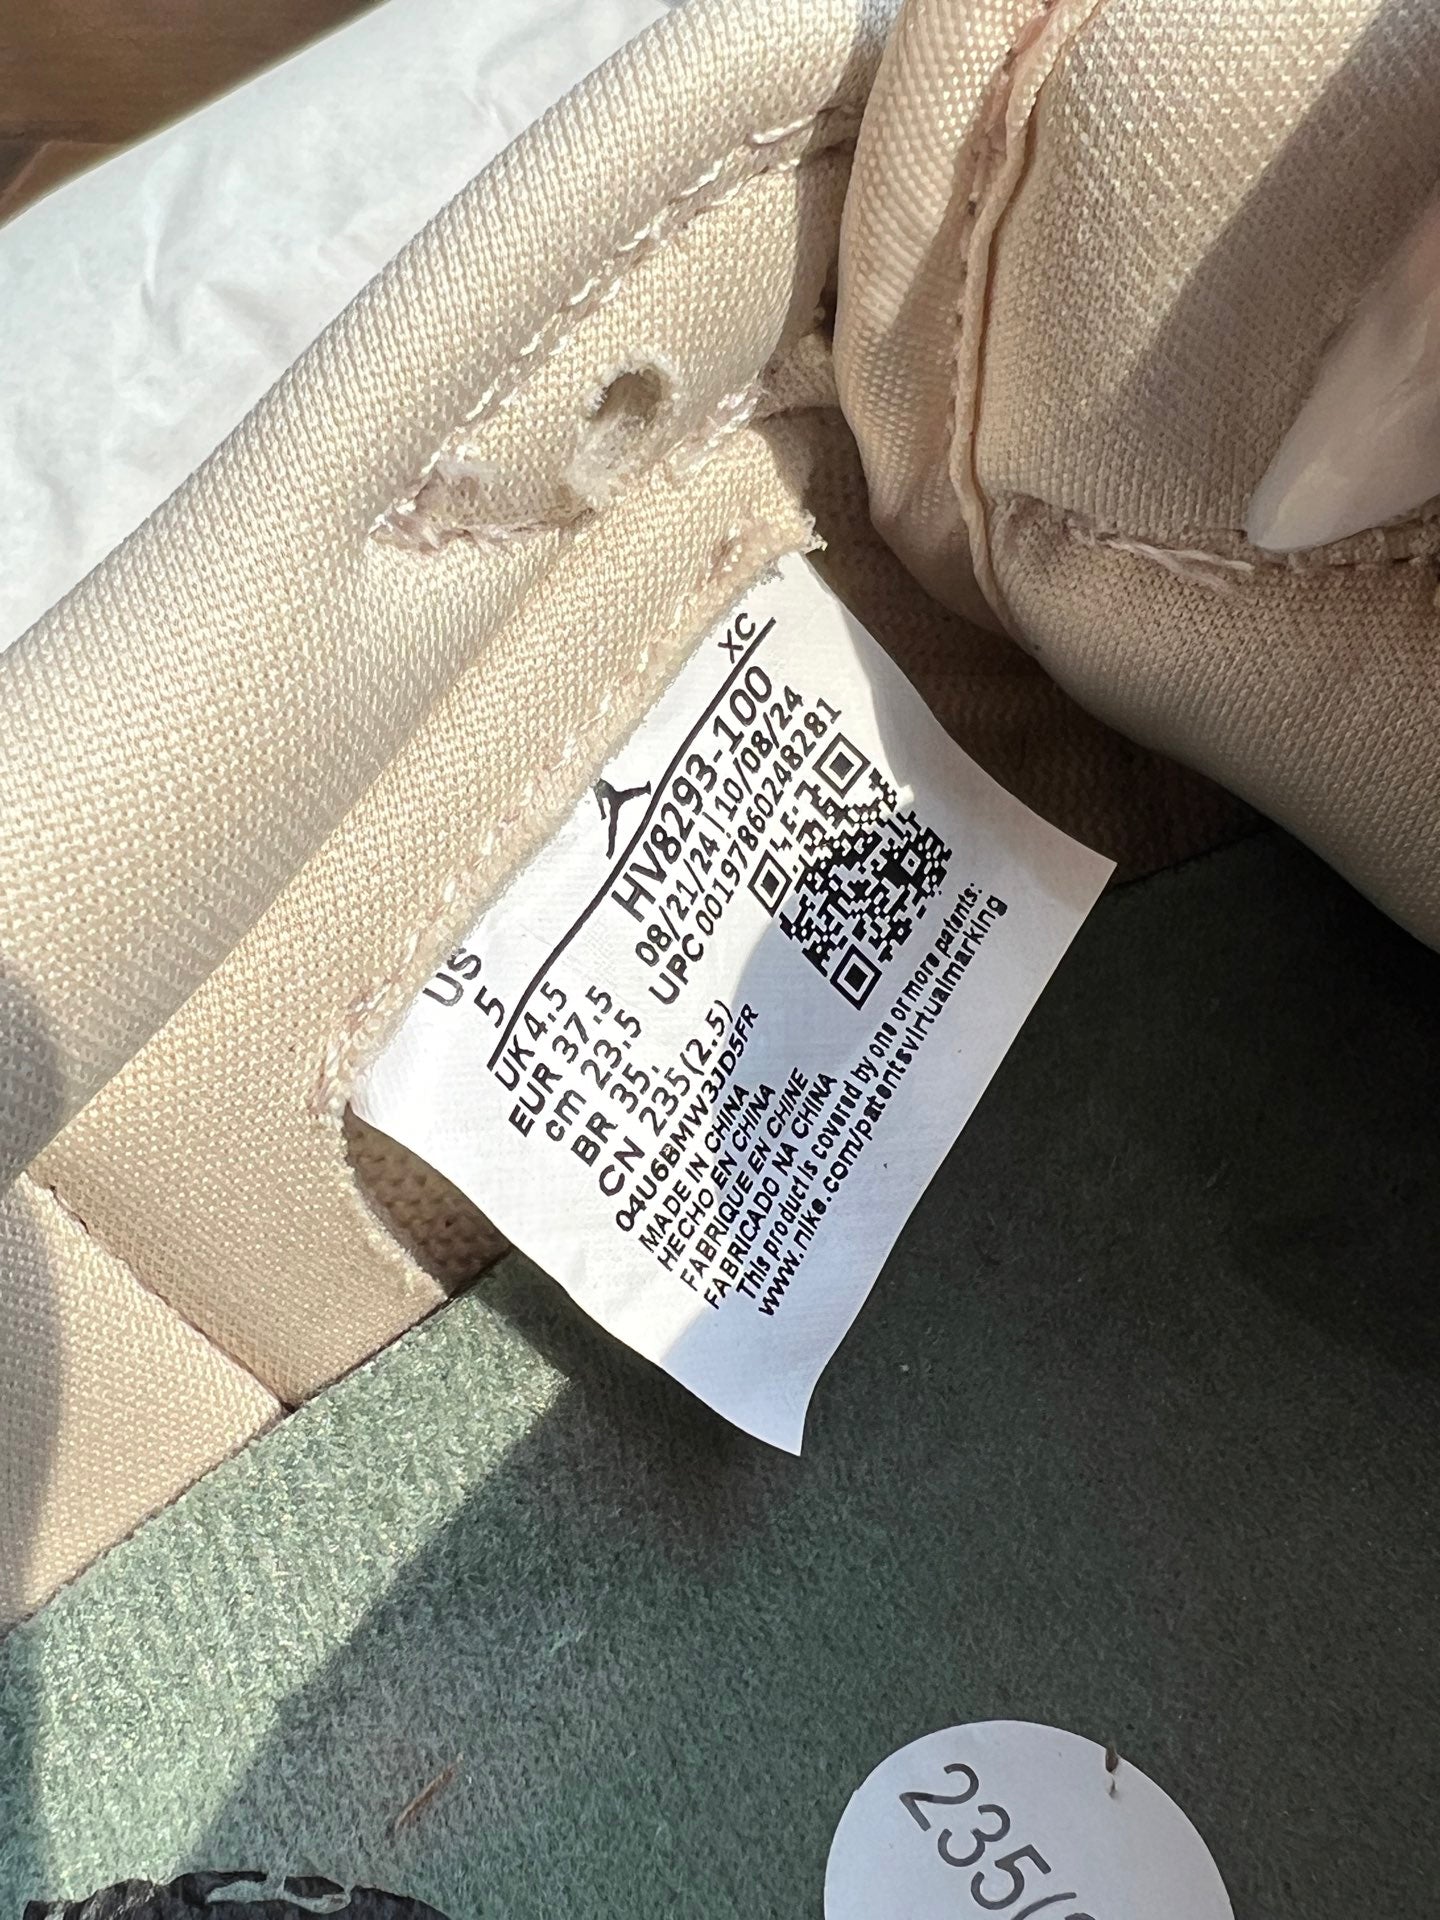 US
5
XC
HV8293-100
08/21/24|10/08/24
UPC 00197860248281
UK 4.5
EUR 37.5
cm 23.5
BR 35.
CN 235(2.5)
04U6BMW3JD5FR
MADE IN CHINA
HECHO EN CHINA
FABRIQUE EN CHINE
FABRICADO NA CHINA
This product is covered by one or more patents:
www.nike.com/patentsvirtualmarking
235(